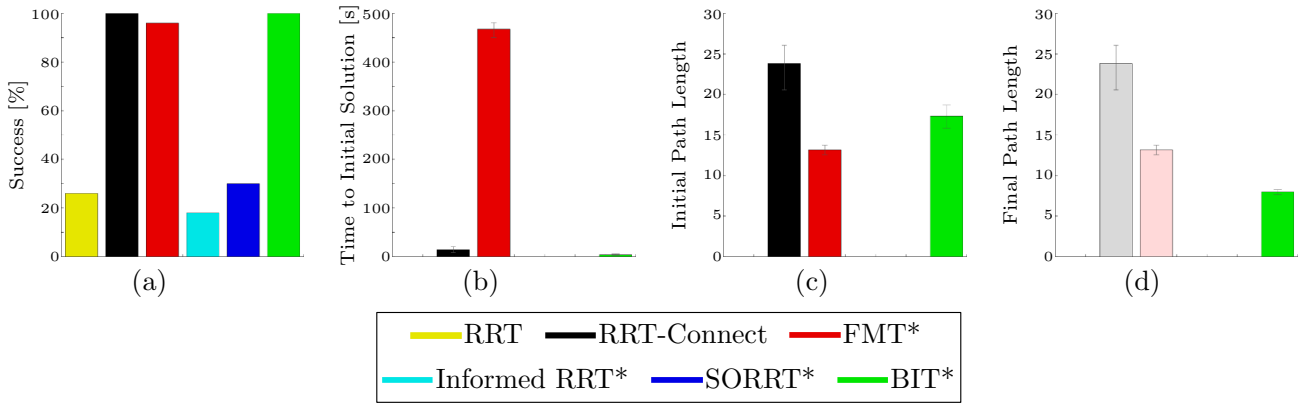 Success [%]
100
80
60
40
20
0
(a)
Time to Initial Solution [s]
500
400
300
200
100
0
(b)
Initial Path Length
30
25
20
15
10
5
0
(c)
Final Path Length
30
25
20
15
10
5
0
(d)
RRT RRT-Connect FMT*
Informed RRT* SORRT* BIT*